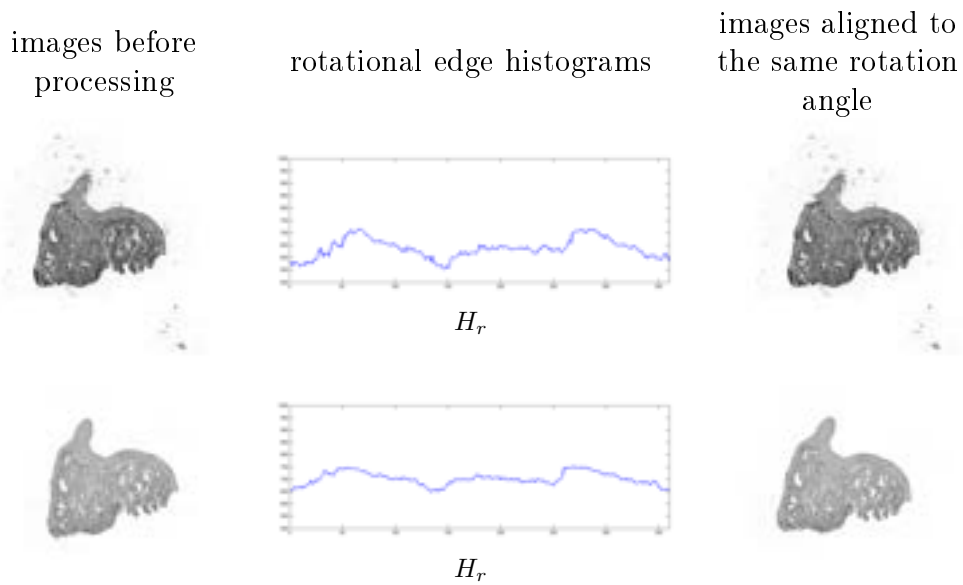 images before
processing
rotational edge histograms
images aligned to
the same rotation
angle
H_r
H_r